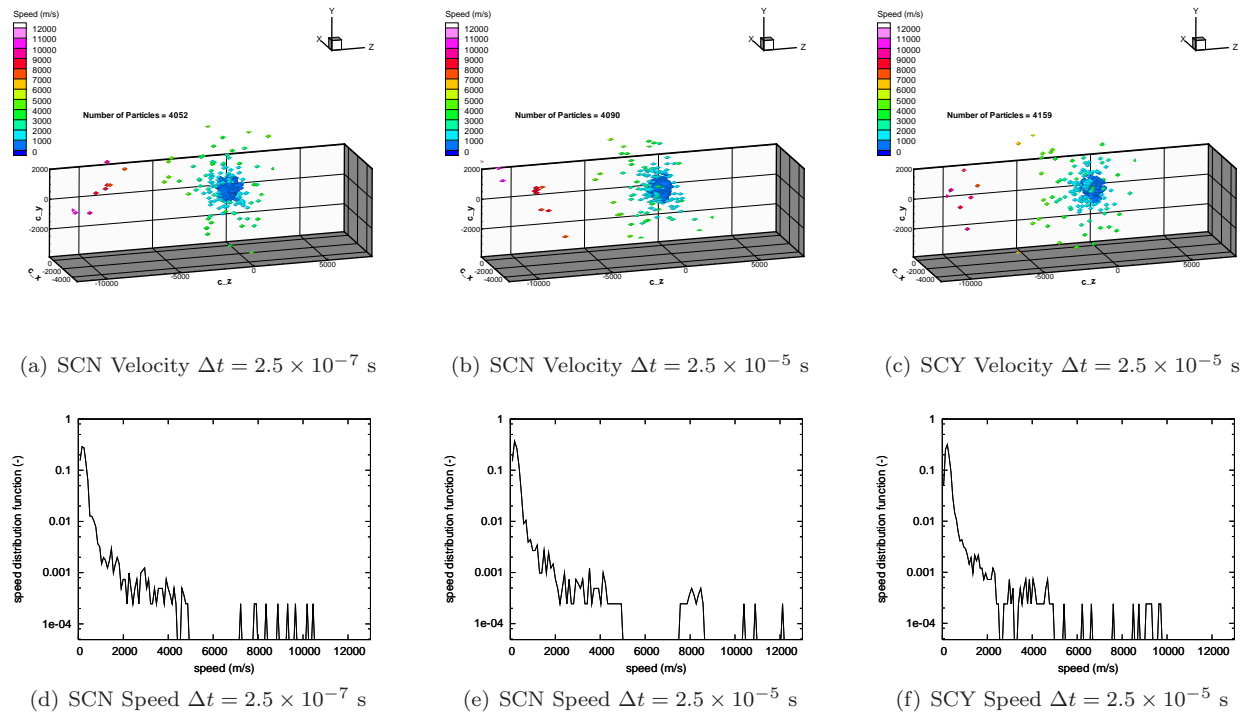 Speed (m/s)
12000
11000
10000
9000
8000
7000
6000
5000
4000
3000
2000
1000
0
Y
X
Z
Number of Particles = 4052
2000
0
-2000
c_y
0
-2000
-4000
c_x
-10000
-5000
0
5000
c_z
(a) SCN Velocity Δt = 2.5 × 10⁻⁷ s
Speed (m/s)
12000
11000
10000
9000
8000
7000
6000
5000
4000
3000
2000
1000
0
Y
X
Z
Number of Particles = 4090
2000
0
-2000
c_y
0
-2000
-4000
c_x
-10000
-5000
0
5000
c_z
(b) SCN Velocity Δt = 2.5 × 10⁻⁵ s
Speed (m/s)
12000
11000
10000
9000
8000
7000
6000
5000
4000
3000
2000
1000
0
Y
X
Z
Number of Particles = 4159
2000
0
-2000
c_y
0
-2000
-4000
c_x
-10000
-5000
0
5000
c_z
(c) SCY Velocity Δt = 2.5 × 10⁻⁵ s
1
0.1
0.01
0.001
1e-04
speed distribution function (-)
0 2000 4000 6000 8000 10000 12000
speed (m/s)
(d) SCN Speed Δt = 2.5 × 10⁻⁷ s
1
0.1
0.01
0.001
1e-04
speed distribution function (-)
0 2000 4000 6000 8000 10000 12000
speed (m/s)
(e) SCN Speed Δt = 2.5 × 10⁻⁵ s
1
0.1
0.01
0.001
1e-04
speed distribution function (-)
0 2000 4000 6000 8000 10000 12000
speed (m/s)
(f) SCY Speed Δt = 2.5 × 10⁻⁵ s